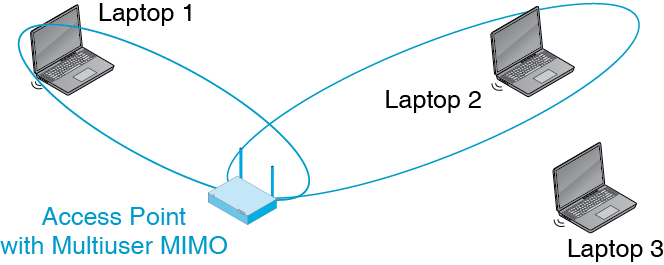 Laptop 1
Laptop 2
Access Point
with Multiuser MIMO
Laptop 3